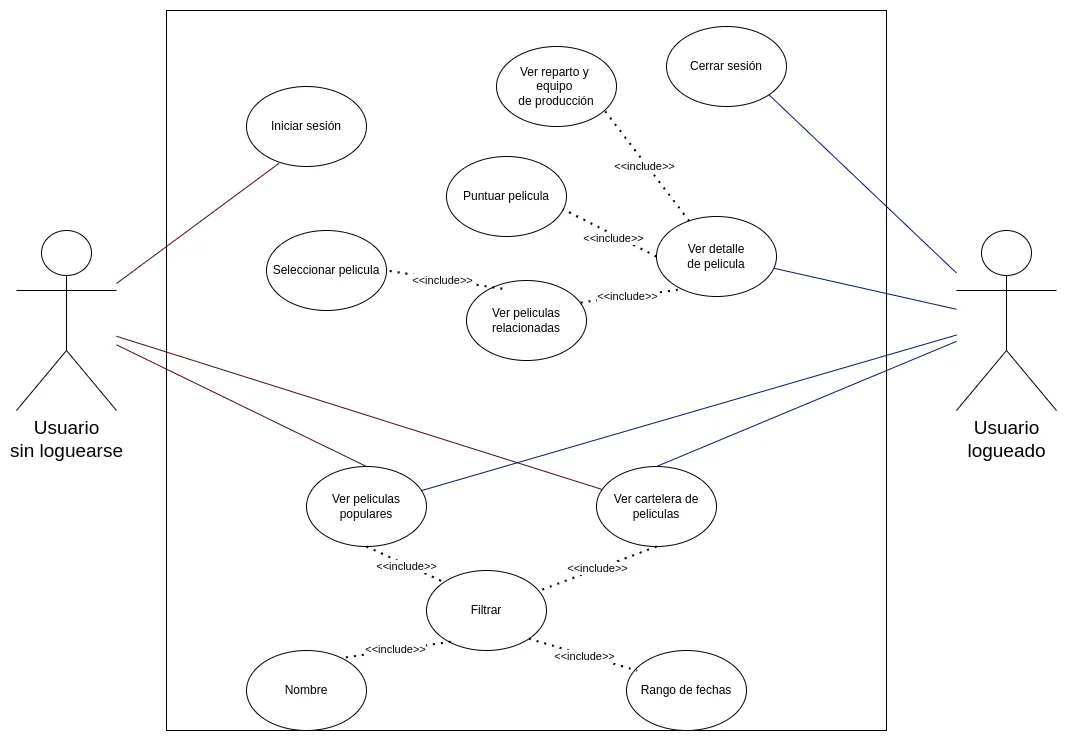 Cerrar sesión
Ver reparto y
equipo
de producción
Iniciar sesión
<<include>>
Puntuar pelicula
<<include>>
Ver detalle
de pelicula
Seleccionar pelicula
<<include>>
<<include>>
Ver peliculas
relacionadas
Usuario
sin loguearse
Usuario
logueado
Ver peliculas
populares
Ver cartelera de
peliculas
<<include>>
<<include>>
Filtrar
<<include>>
<<include>>
Nombre
Rango de fechas